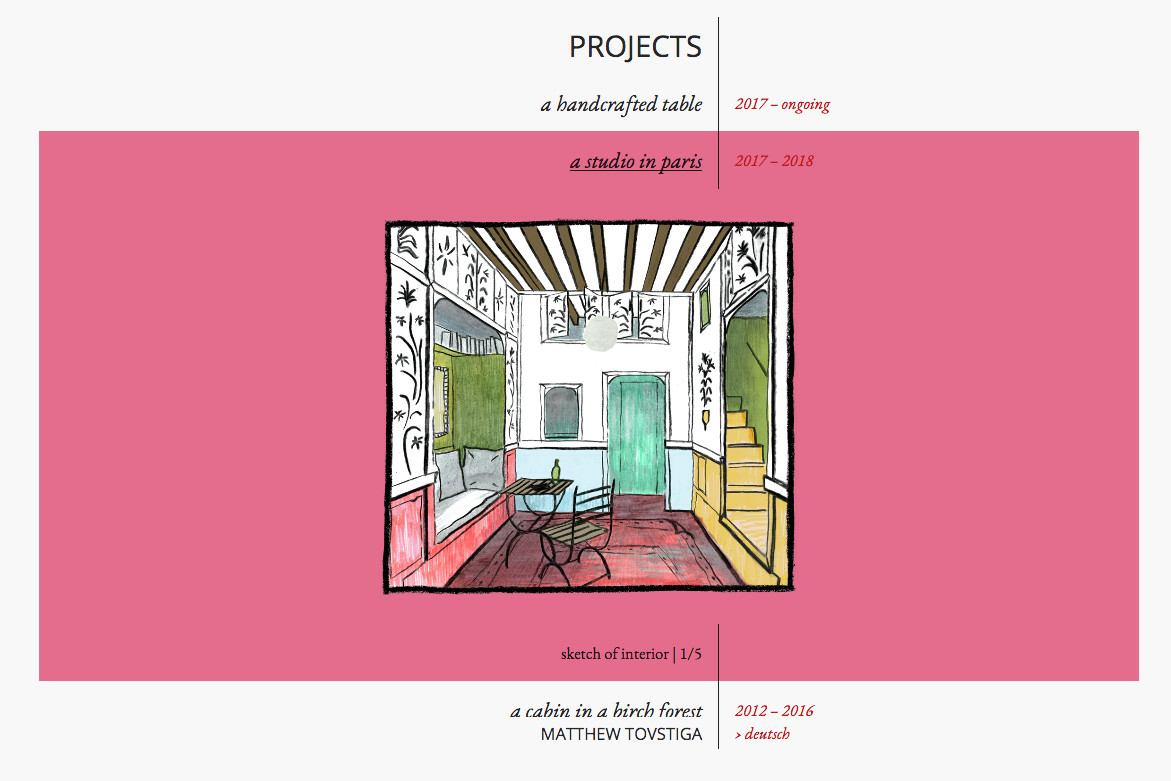 PROJECTS
a handcrafted table 2017 – ongoing
a studio in paris 2017 – 2018
sketch of interior | 1/5
a cabin in a birch forest 2012 – 2016
MATTHEW TOVSTIGA › deutsch